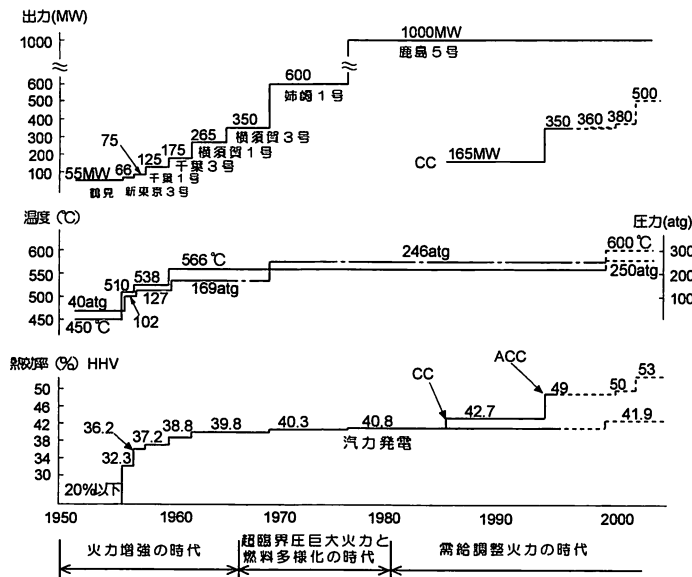 出力(MW)
1000
600
500
400
300
200
100
1000MW
鹿島5号
600
姉崎1号
350
横須賀3号
265
横須賀1号
175
千葉3号
125
千葉1号
75
66
新東京3号
55MW
鶴見
CC
165MW
350
360
380
500
温度(℃)
600
550
500
450
圧力(atg)
300
200
100
40atg
450℃
510
538
102
127
566℃
169atg
246atg
600℃
250atg
熱効率(%) HHV
50
46
42
38
34
30
20%以下
32.3
36.2
37.2
38.8
39.8
40.3
40.8
汽力発電
CC
42.7
ACC
49
50
53
41.9
1950
1960
1970
1980
1990
2000
火力増強の時代
超臨界圧巨大火力と
燃料多様化の時代
需給調整火力の時代